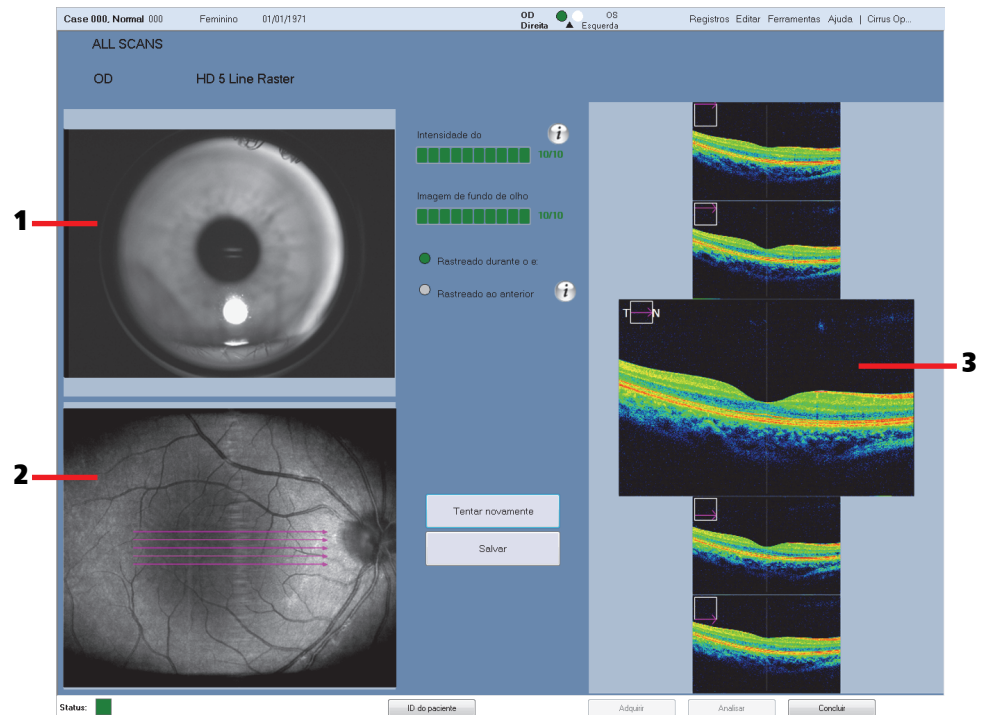 Case 000, Normal 000 Feminino 01/01/1971 OD Direita OS Esquerda Registros Editar Ferramentas Ajuda | Cirrus Op...
ALL SCANS
OD HD 5 Line Raster
Intensidade do
10/10
Imagem de fundo de olho
10/10
Rastreado durante o e:
Rastreado ao anterior
1
2
Tentar novamente
Salvar
T N
3
Status: ID do paciente Adquirir Analisar Concluir